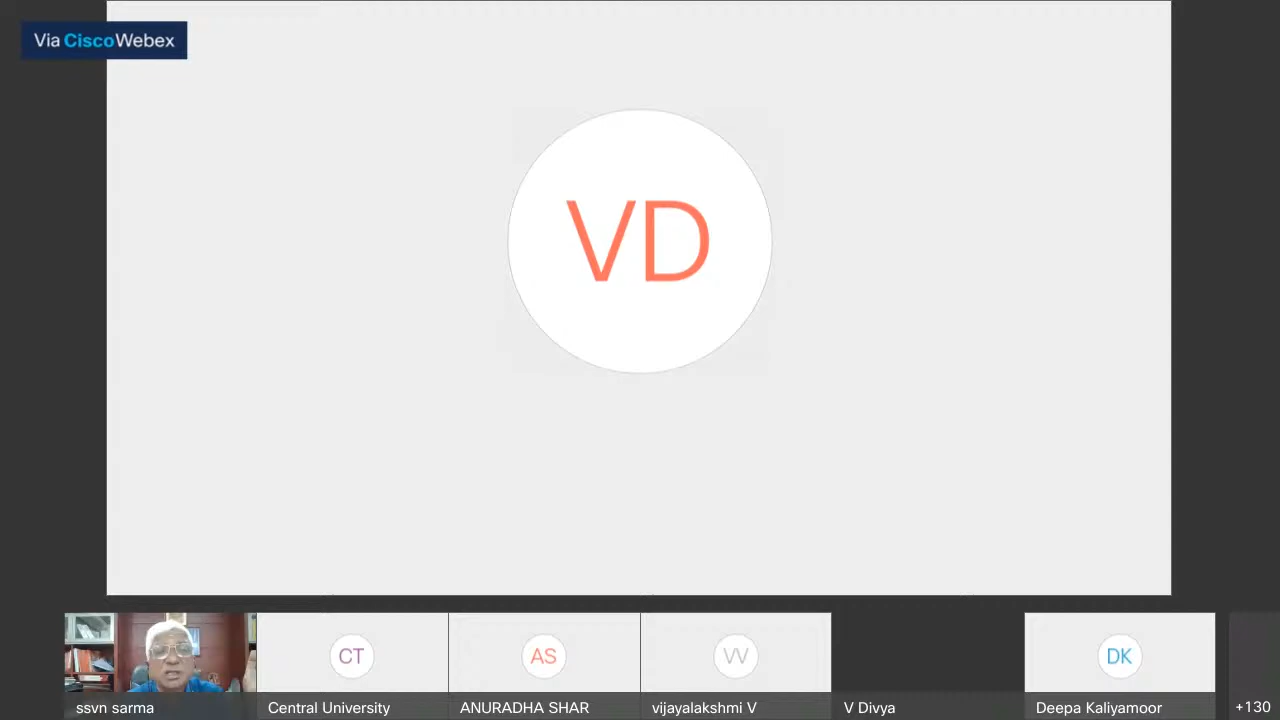 Via CiscoWebex
VD
CT
AS
VV
DK
ssvn sarma
Central University
ANURADHA SHAR
vijayalakshmi V
V Divya
Deepa Kaliyamoor
+130